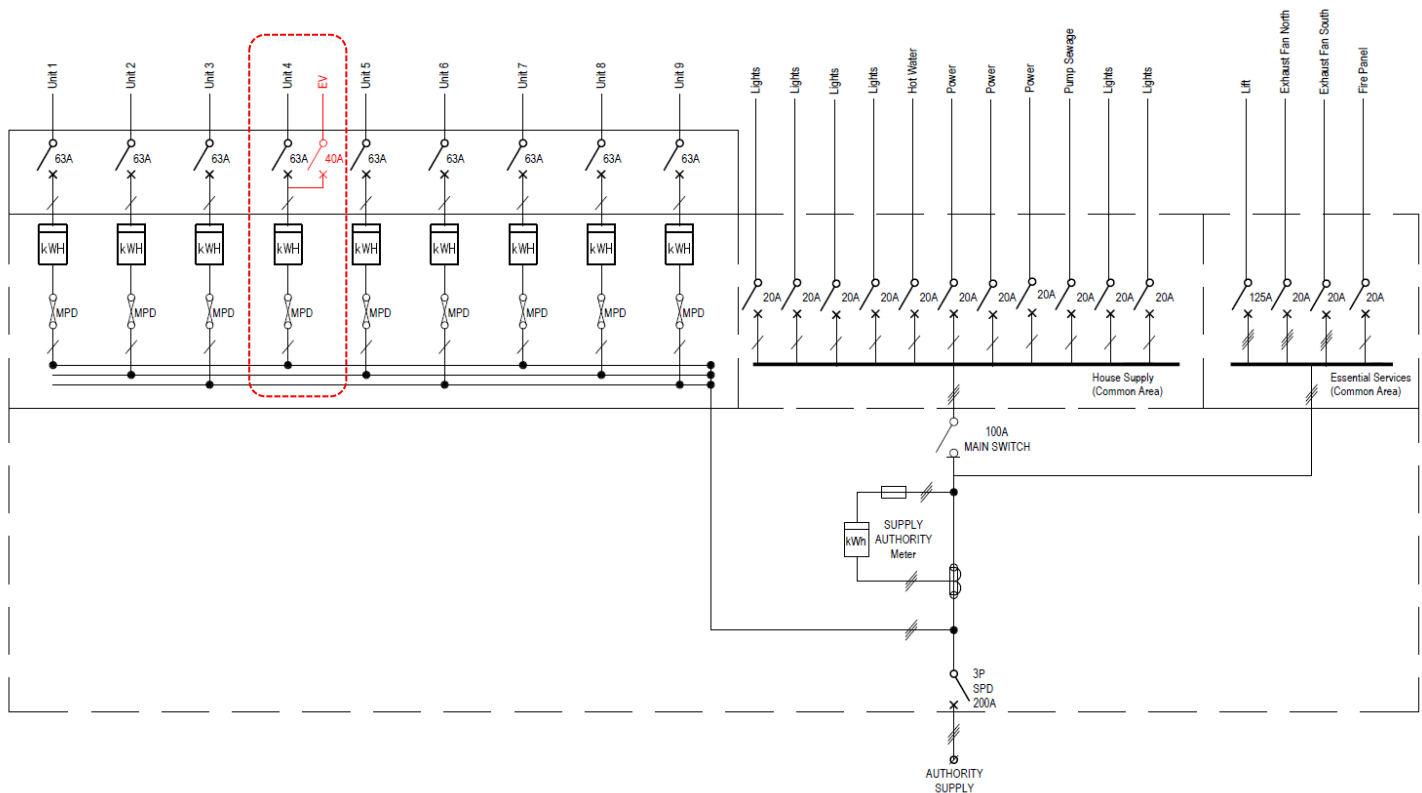 Unit 1
Unit 2
Unit 3
Unit 4
EV
Unit 5
Unit 6
Unit 7
Unit 8
Unit 9
Lights
Lights
Lights
Lights
Hot Water
Power
Power
Power
Pump Sewage
Lights
Lights
Lift
Exhaust Fan North
Exhaust Fan South
Fire Panel
63A
63A
63A
63A
40A
63A
63A
63A
63A
63A
kWH
kWH
kWH
kWH
kWH
kWH
kWH
kWH
kWH
20A
20A
20A
20A
20A
20A
20A
20A
20A
20A
20A
125A
20A
20A
20A
MPD
MPD
MPD
MPD
MPD
MPD
MPD
MPD
MPD
House Supply
(Common Area)
Essential Services
(Common Area)
100A
MAIN SWITCH
kWh
SUPPLY
AUTHORITY
Meter
3P
SPD
200A
AUTHORITY
SUPPLY